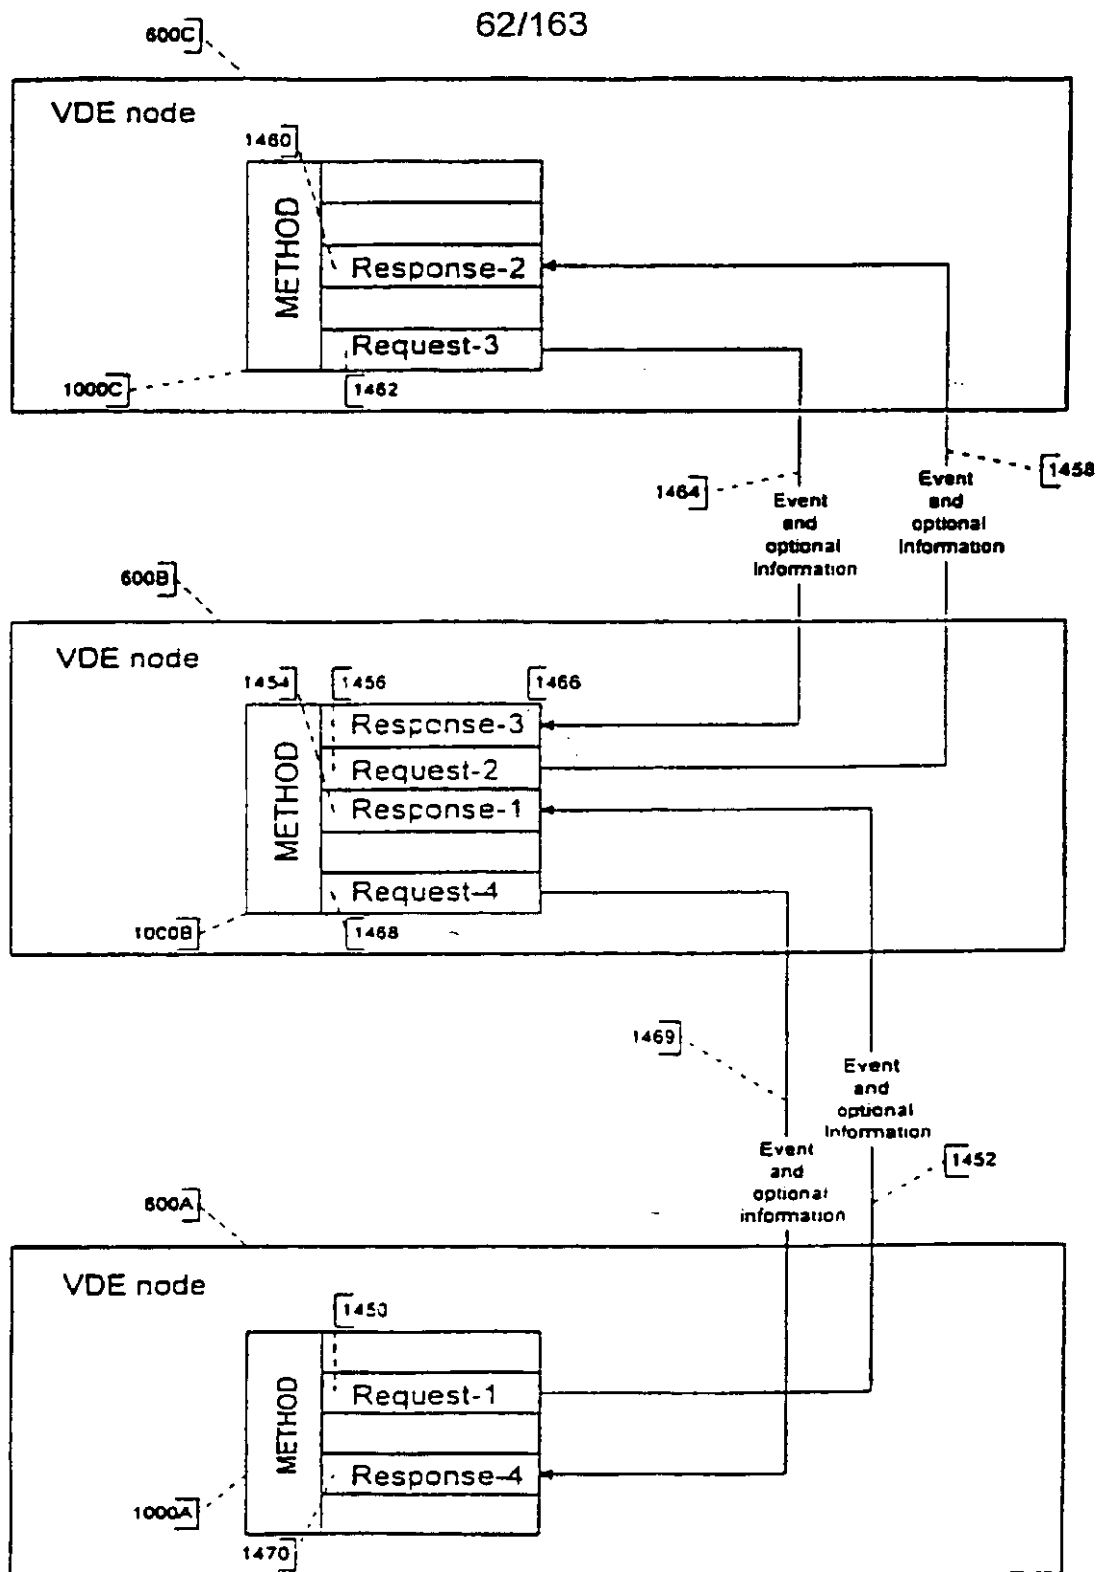 62/163
600C
VDE node
1460
METHOD
Response-2
Request-3
1000C
1462
1464
1458
Event
and
optional
Information
Event
and
optional
Information
600B
VDE node
1454
1456
1466
METHOD
Response-3
Request-2
Response-1
Request-4
1000B
1468
1469
Event
and
optional
Information
1452
Event
and
optional
information
600A
VDE node
1450
METHOD
Request-1
Response-4
1000A
1470